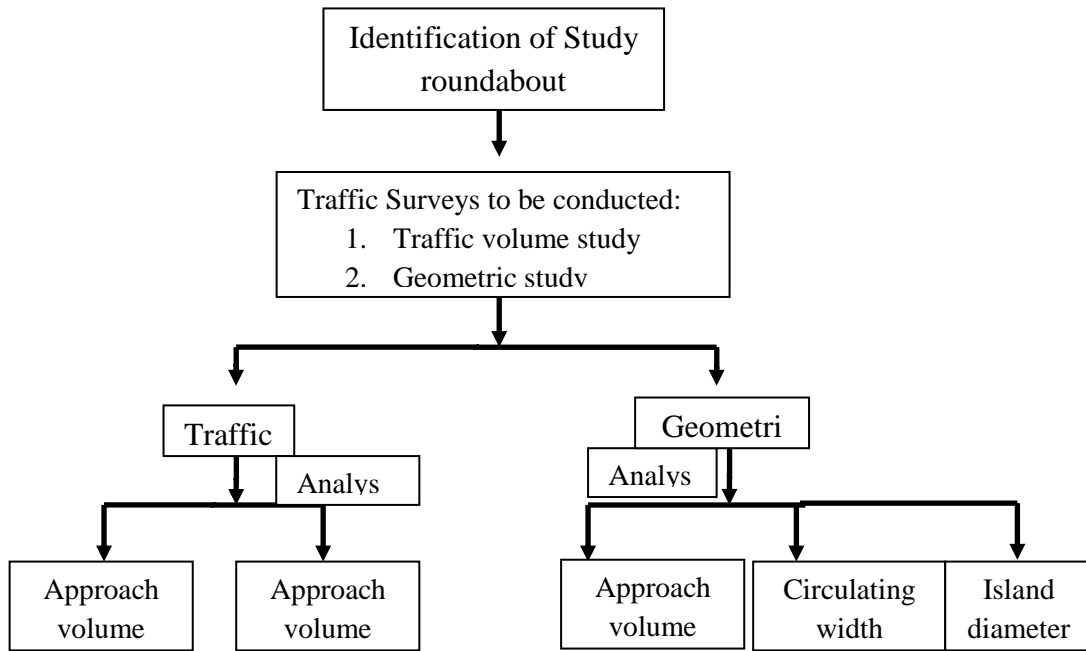 Identification of Study
roundabout
Traffic Surveys to be conducted:
1. Traffic volume study
2. Geometric study
Traffic
Analys
Geometri
Analys
Approach
volume
Approach
volume
Approach
volume
Circulating
width
Island
diameter